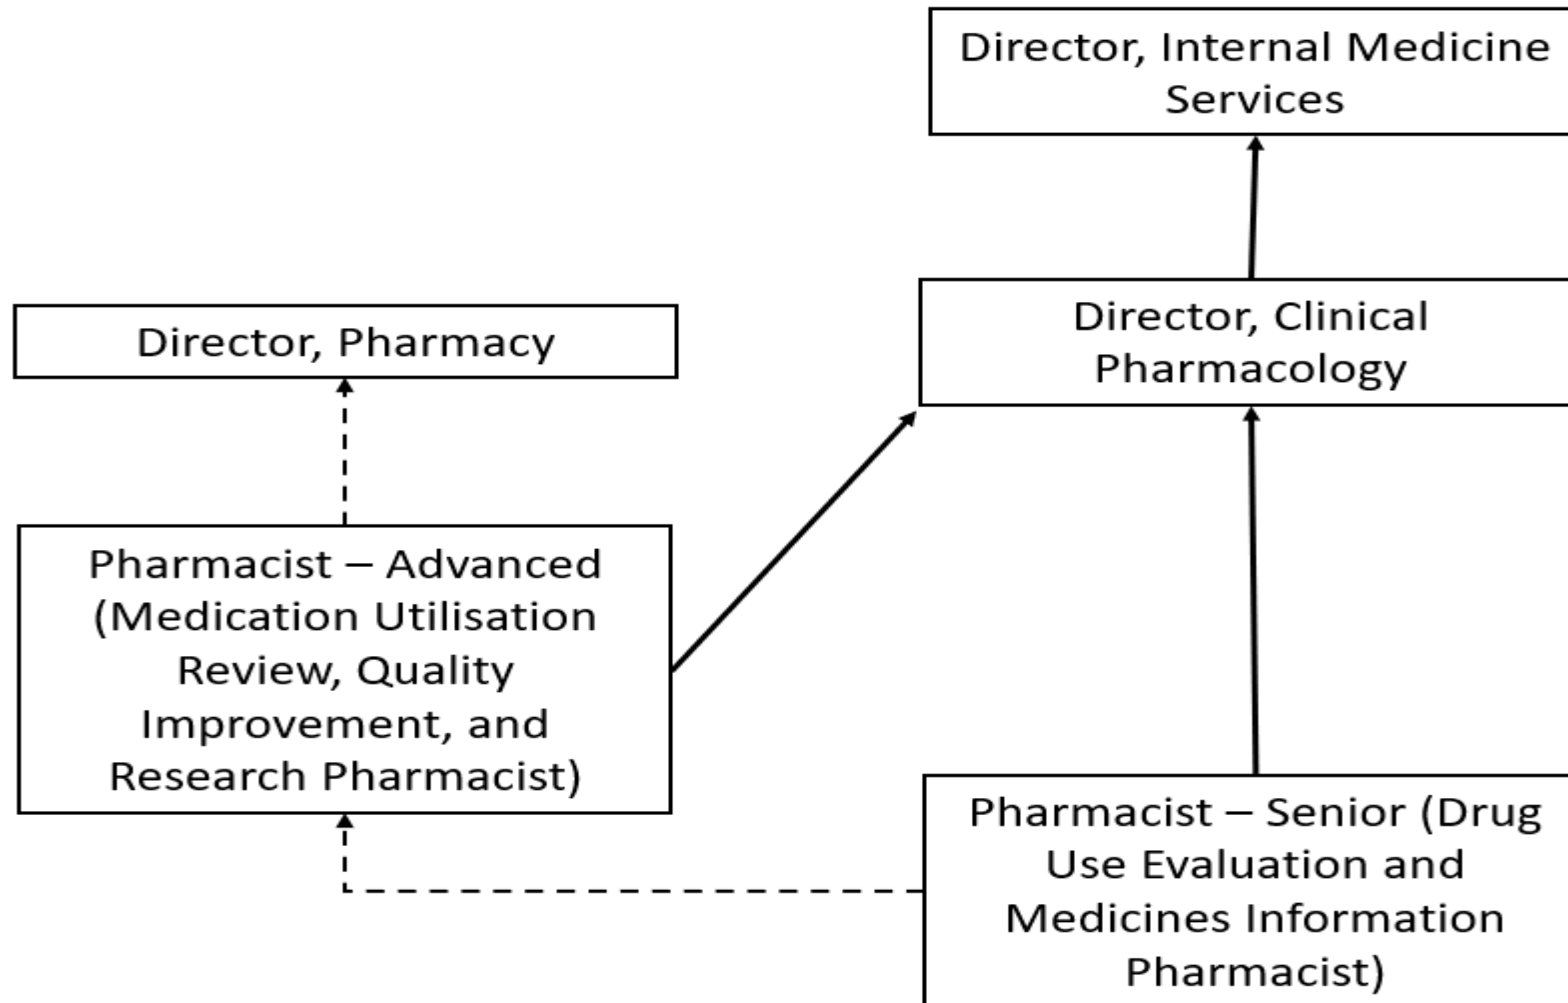 Director, Internal Medicine
Services
Director, Clinical
Pharmacology
Director, Pharmacy
Pharmacist – Advanced
(Medication Utilisation
Review, Quality
Improvement, and
Research Pharmacist)
Pharmacist – Senior (Drug
Use Evaluation and
Medicines Information
Pharmacist)